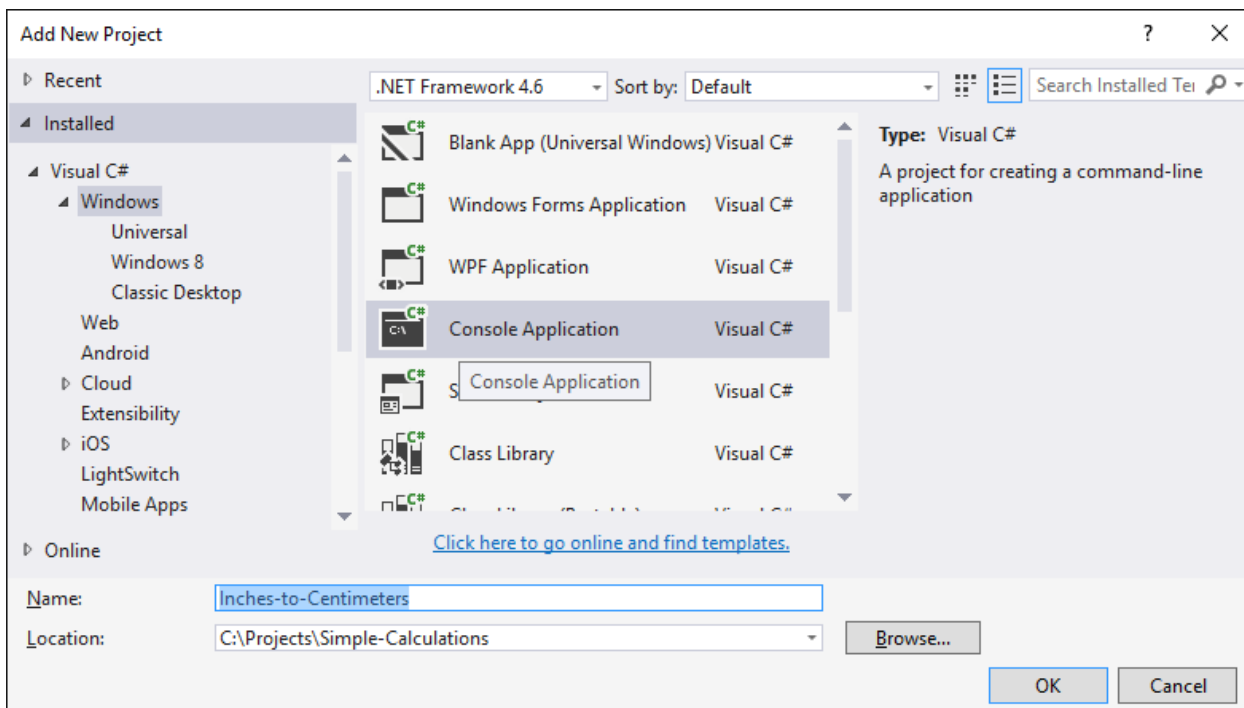 Add New Project
?
Recent
.NET Framework 4.6
Sort by: Default
Search Installed Te
Installed
Visual C#
Windows
Universal
Windows 8
Classic Desktop
Web
Android
Cloud
Extensibility
iOS
LightSwitch
Mobile Apps
Online
C# Blank App (Universal Windows) Visual C#
C# Windows Forms Application Visual C#
C# WPF Application Visual C#
C# C:\ Console Application Visual C#
Console Application
C# S Visual C#
C# Class Library Visual C#
C#
Click here to go online and find templates.
Type: Visual C#
A project for creating a command-line
application
Name: Inches-to-Centimeters
Location: C:\Projects\Simple-Calculations
Browse...
OK Cancel